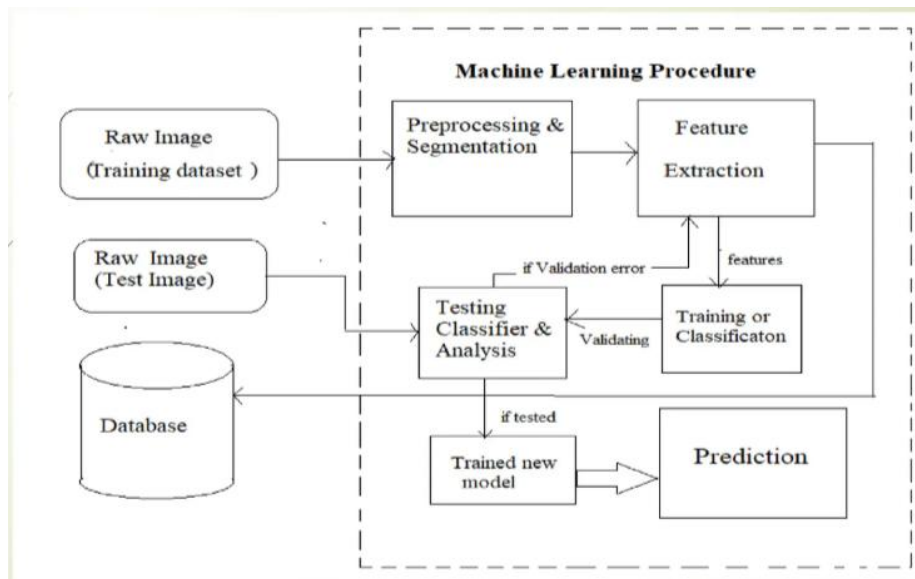 Machine Learning Procedure
Raw Image
(Training dataset )
Preprocessing &
Segmentation
Feature
Extraction
Raw Image
(Test Image)
if Validation error
features
Testing
Classifier &
Analysis
Validating
Training or
Classificaton
Database
if tested
Trained new
model
Prediction